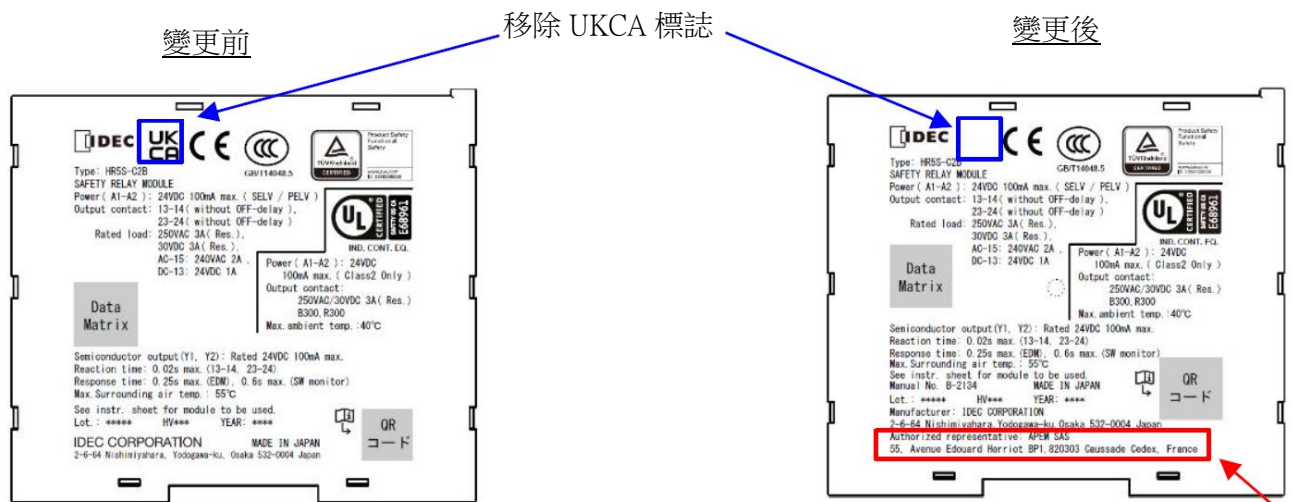 變更前
移除 UKCA 標誌
變更後
IDEC UK CA CE CCC
GB/T14048.5
TÜVRheinland
CERTIFIED
Product Safety
Functional
Safety
Type: HR5S-C2B
SAFETY RELAY MODULE
Power( A1-A2 ): 24VDC 100mA max.( SELV / PELV )
Output contact: 13-14( without OFF-delay ),
23-24( without OFF-delay )
Rated load: 250VAC 3A( Res.),
30VDC 3A( Res.),
AC-15: 240VAC 2A ,
DC-13: 24VDC 1A
UL CERTIFIED
SAFETY US-CA
E68961
IND. CONT. EQ.
Power( A1-A2 ): 24VDC
100mA max. ( Class2 Only )
Output contact:
250VAC/30VDC 3A( Res.)
B300, R300
Max. ambient temp. :40℃
Data
Matrix
Semiconductor output(Y1, Y2): Rated 24VDC 100mA max.
Reaction time: 0.02s max. (13-14, 23-24)
Response time: 0.25s max. (EDM), 0.6s max. (SW monitor)
Max. Surrounding air temp. : 55℃
See instr. sheet for module to be used.
Lot. : ***** HV*** YEAR: ****
QR
コード
IDEC CORPORATION MADE IN JAPAN
2-6-64 Nishimiyahara, Yodogawa-ku, Osaka 532-0004 Japan
IDEC CE CCC
GB/T14048.5
TÜVRheinland
CERTIFIED
Product Safety
Functional
Safety
Type: HR5S-C2B
SAFETY RELAY MODULE
Power( A1-A2 ): 24VDC 100mA max.( SELV / PELV )
Output contact: 13-14( without OFF-delay ),
23-24( without OFF-delay )
Rated load: 250VAC 3A( Res.),
30VDC 3A( Res.),
AC-15: 240VAC 2A ,
DC-13: 24VDC 1A
UL CERTIFIED
SAFETY US-CA
E68961
IND. CONT. EQ.
Power( A1-A2 ): 24VDC
100mA max. ( Class2 Only )
Output contact:
250VAC/30VDC 3A( Res.)
B300, R300
Max. ambient temp. :40℃
Data
Matrix
Semiconductor output(Y1, Y2): Rated 24VDC 100mA max.
Reaction time: 0.02s max. (13-14, 23-24)
Response time: 0.25s max. (EDM), 0.6s max. (SW monitor)
Max. Surrounding air temp. : 55℃
See instr. sheet for module to be used.
Manual No. B-2134 MADE IN JAPAN
Lot. : ***** HV*** YEAR: ****
QR
コード
Manufacturer: IDEC CORPORATION
2-6-64 Nishimiyahara, Yodogawa-ku, Osaka 532-0004 Japan
Authorized representative: APEM SAS
55, Avenue Edouard Herriot BP1, 820303 Caussade Cedex, France